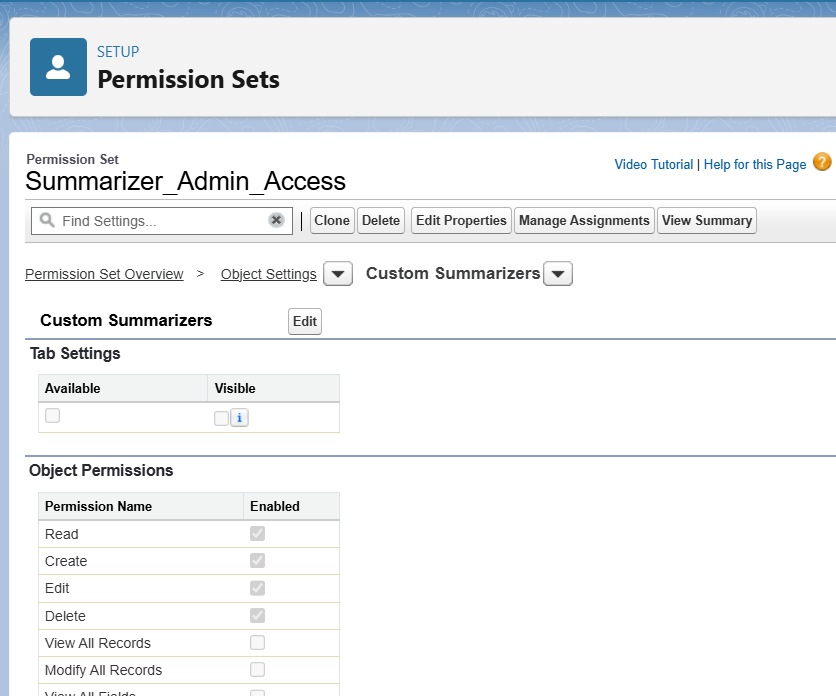 SETUP
Permission Sets
Permission Set
Summarizer_Admin_Access
Video Tutorial | Help for this Page ?
Find Settings...
Clone Delete Edit Properties Manage Assignments View Summary
Permission Set Overview > Object Settings Custom Summarizers
Custom Summarizers Edit
Tab Settings
Available Visible
i
Object Permissions
Permission Name Enabled
Read
Create
Edit
Delete
View All Records
Modify All Records
View All Fields